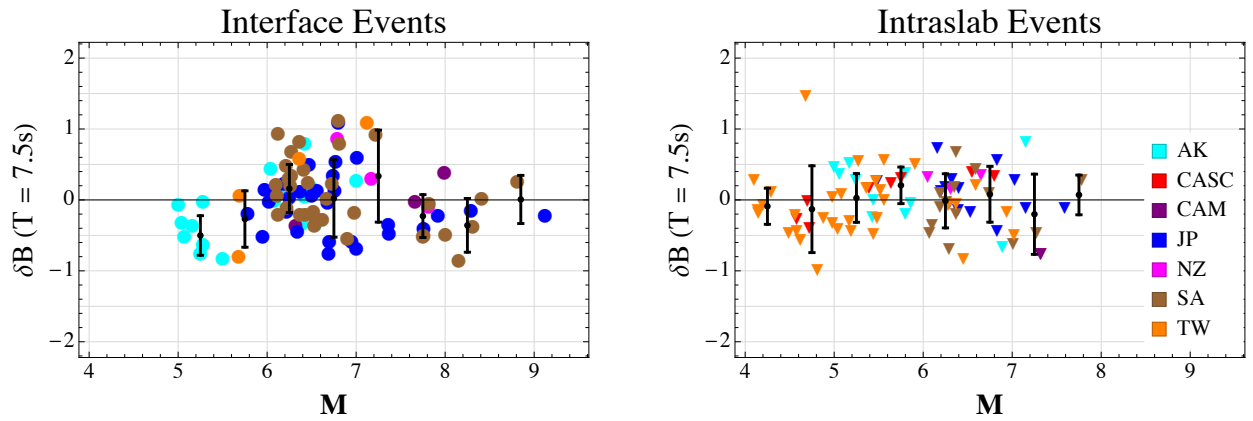 Interface Events
2
1
0
−1
−2
δB (T = 7.5s)
4 5 6 7 8 9
M
Intraslab Events
2
1
0
−1
−2
δB (T = 7.5s)
4 5 6 7 8 9
M
AK
CASC
CAM
JP
NZ
SA
TW